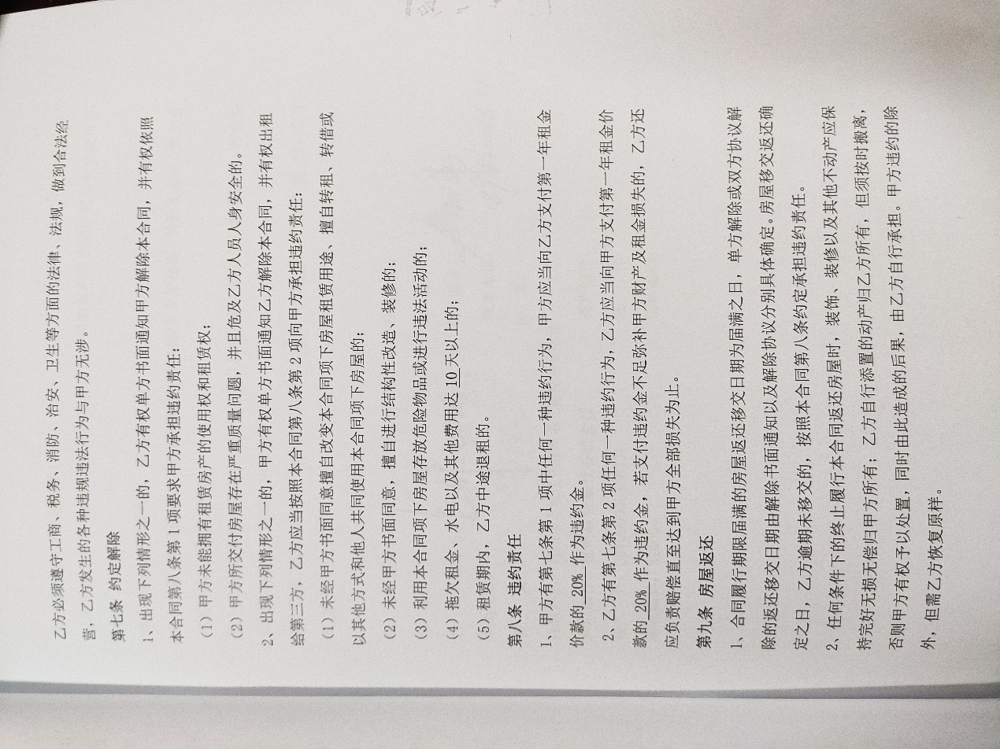 乙方必须遵守工商、税务、消防、治安、卫生等方面的法律、法规，做到合法经
营，乙方发生的各种违规违法行为与甲方无涉。
第七条 约定解除
1、出现下列情形之一的，乙方有权单方书面通知甲方解除本合同，并有权依照
本合同第八条第1项要求甲方承担违约责任：
（1）甲方未能拥有租赁房产的使用权和租赁权；
（2）甲方所交付房屋存在严重质量问题，并且危及乙方人员人身安全的。
2、出现下列情形之一的，甲方有权单方书面通知乙方解除本合同，并有权出租
给第三方，乙方应当按照本合同第八条第2项向甲方承担违约责任：
（1）未经甲方书面同意擅自改变本合同项下房屋租赁用途、擅自转租、转借或
以其他方式和他人共同使用本合同项下房屋的；
（2）未经甲方书面同意，擅自进行结构性改造、装修的；
（3）利用本合同项下房屋存放危险物品或进行违法活动的；
（4）拖欠租金、水电以及其他费用达 10 天以上的；
（5）租赁期内，乙方中途退租的。
第八条 违约责任
1、甲方有第七条第1项中任何一种违约行为，甲方应当向乙方支付第一年租金
价款的 20% 作为违约金。
2、乙方有第七条第2项任何一种违约行为，乙方应当向甲方支付第一年租金价
款的 20% 作为违约金，若支付违约金不足弥补甲方财产及租金损失的，乙方还
应负责赔偿直至达到甲方全部损失为止。
第九条 房屋返还
1、合同履行期限届满的房屋返还移交日期为届满之日，单方解除或双方协议解
除的返还移交日期由解除书面通知以及解除协议分别具体确定。房屋移交返还确
定之日，乙方逾期未移交的，按照本合同第八条约定承担违约责任。
2、任何条件下的终止履行本合同返还房屋时，装饰、装修以及其他不动产应保
持完好无损无偿归甲方所有；乙方自行添置的动产归乙方所有，但须按时搬离，
否则甲方有权予以处置，同时由此造成的后果，由乙方自行承担。甲方违约的除
外，但需乙方恢复原样。